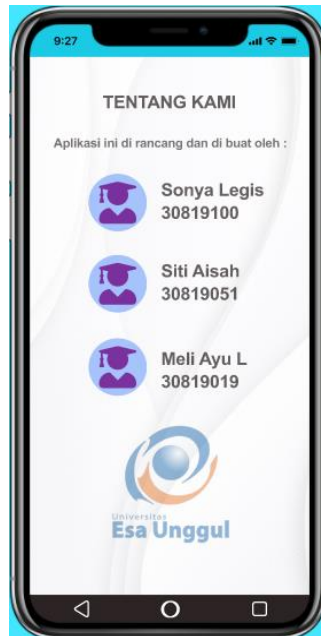 9:27
TENTANG KAMI
Aplikasi ini di rancang dan di buat oleh :
Sonya Legis
30819100
Siti Aisah
30819051
Meli Ayu L
30819019
Universitas
Esa Unggul